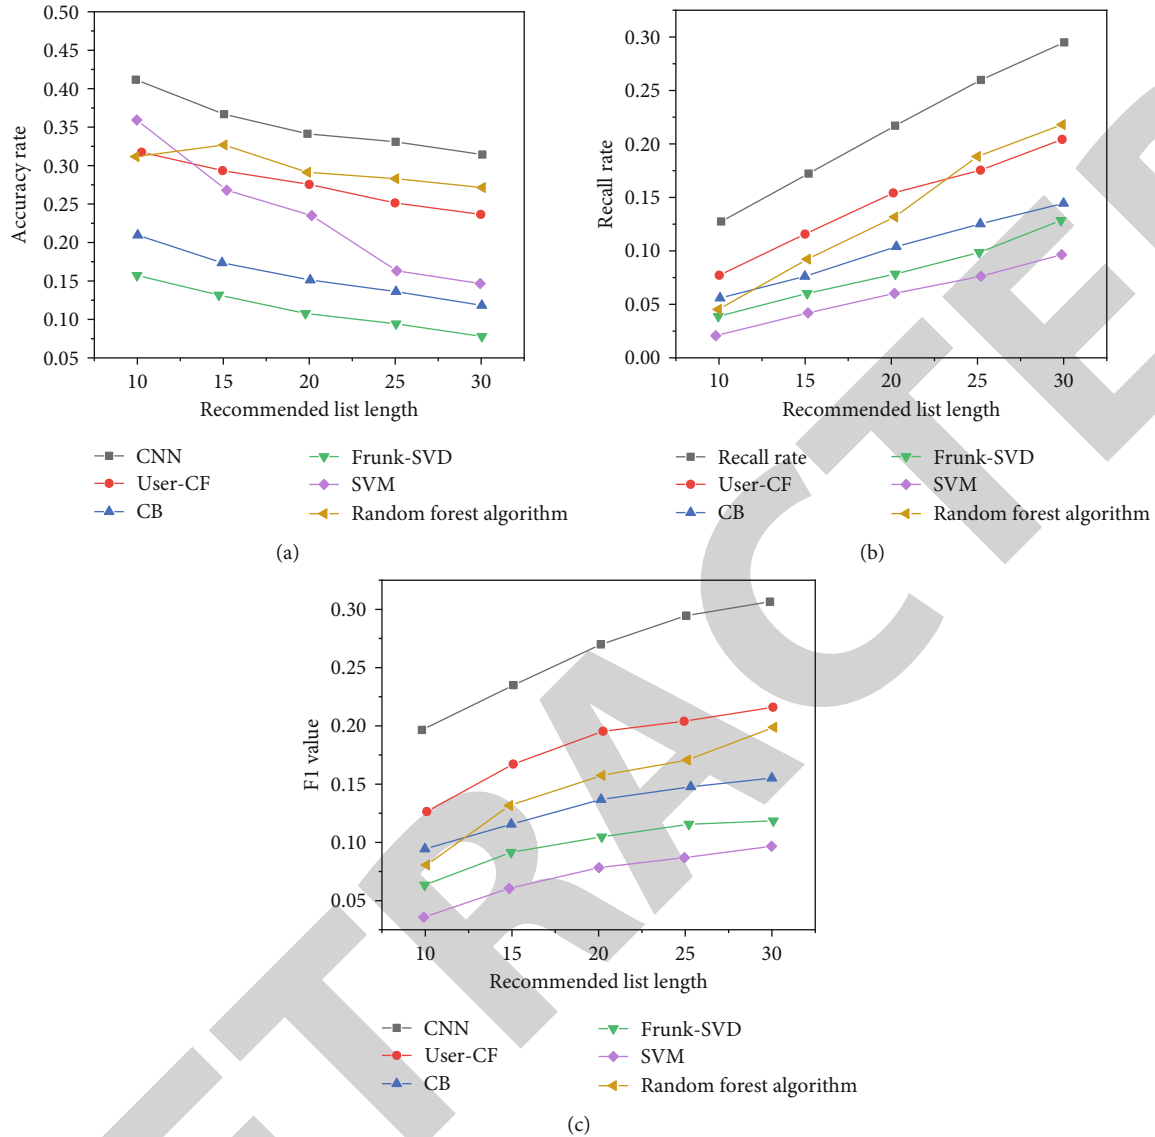 0.50
0.45
0.40
0.35
0.30
0.25
0.20
0.15
0.10
0.05
Accuracy rate
10 15 20 25 30
Recommended list length
CNN
User-CF
CB
Frunk-SVD
SVM
Random forest algorithm
(a)
0.30
0.25
0.20
0.15
0.10
0.05
0.00
Recall rate
10 15 20 25 30
Recommended list length
Recall rate
User-CF
CB
Frunk-SVD
SVM
Random forest algorithm
(b)
0.30
0.25
0.20
0.15
0.10
0.05
F1 value
10 15 20 25 30
Recommended list length
CNN
User-CF
CB
Frunk-SVD
SVM
Random forest algorithm
(c)
TRACTE